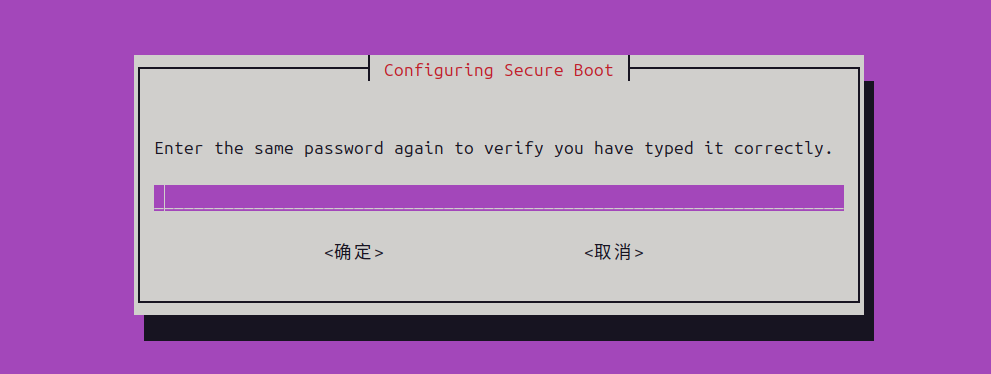 Configuring Secure Boot
Enter the same password again to verify you have typed it correctly.
<确定> <取消>